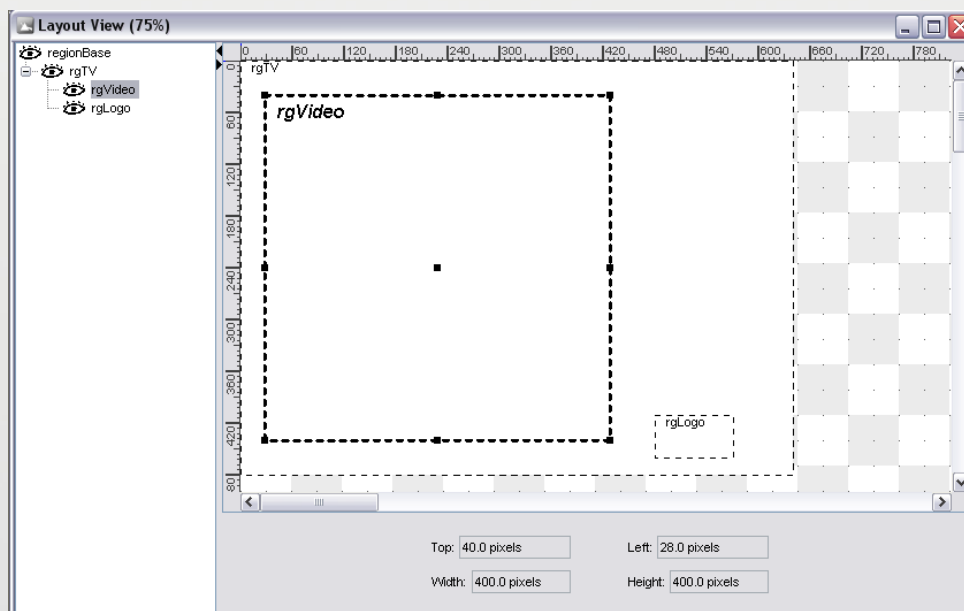 Layout View (75%)
regionBase
rgTV
rgVideo
rgLogo
0 60 120 180 240 300 360 420 480 540 600 660 720 780
0 60 120 180 240 300 360 420 80
rgTV
rgVideo
rgLogo
Top: 40.0 pixels Left: 28.0 pixels
Width: 400.0 pixels Height: 400.0 pixels